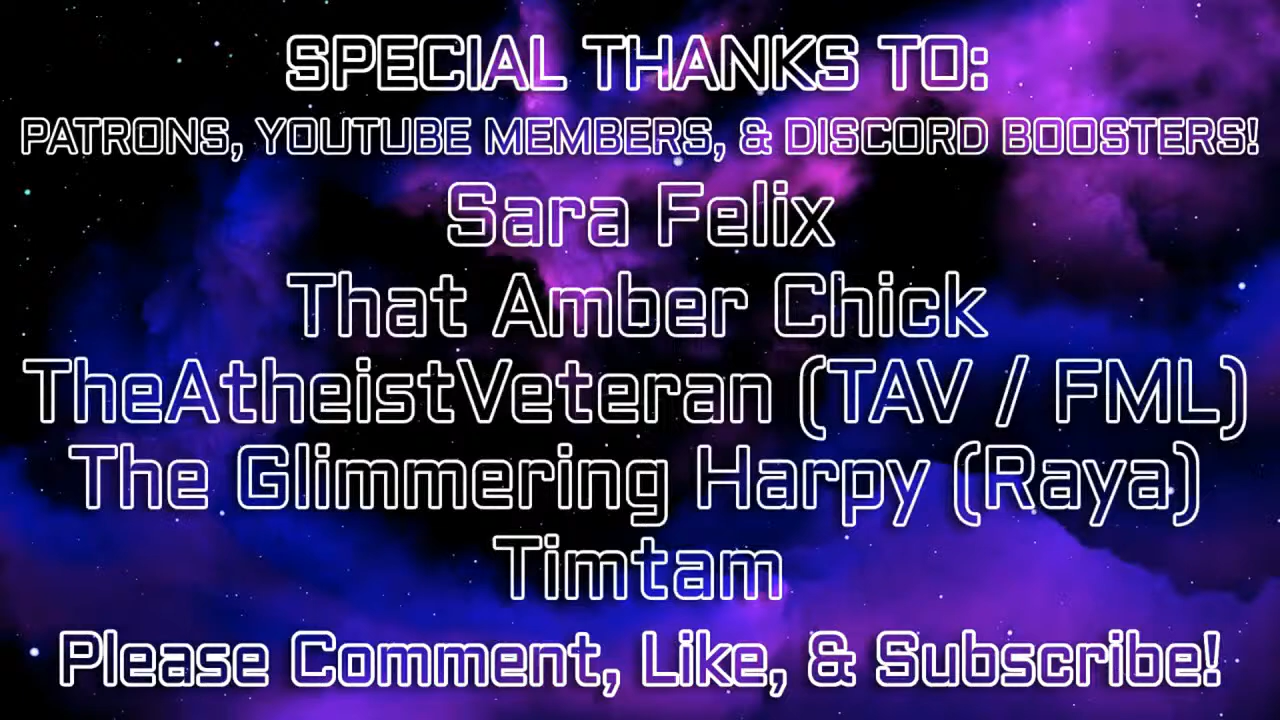 SPECIAL THANKS TO:
PATRONS, YOUTUBE MEMBERS, & DISCORD BOOSTERS!
Sara Felix
That Amber Chick
TheAtheistVeteran (TAV / FML)
The Glimmering Harpy (Raya)
Timtam
Please Comment, Like, & Subscribe!